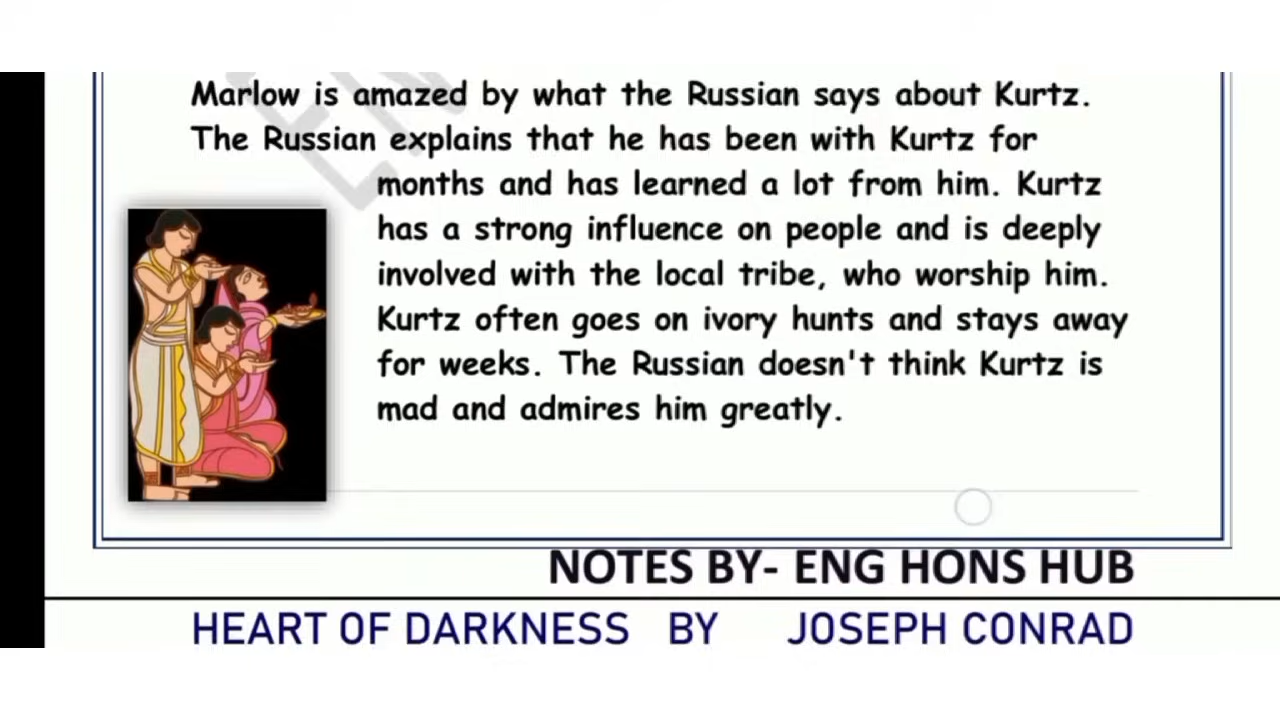 Marlow is amazed by what the Russian says about Kurtz.
The Russian explains that he has been with Kurtz for
months and has learned a lot from him. Kurtz
has a strong influence on people and is deeply
involved with the local tribe, who worship him.
Kurtz often goes on ivory hunts and stays away
for weeks. The Russian doesn't think Kurtz is
mad and admires him greatly.
NOTES BY- ENG HONS HUB
HEART OF DARKNESS BY JOSEPH CONRAD